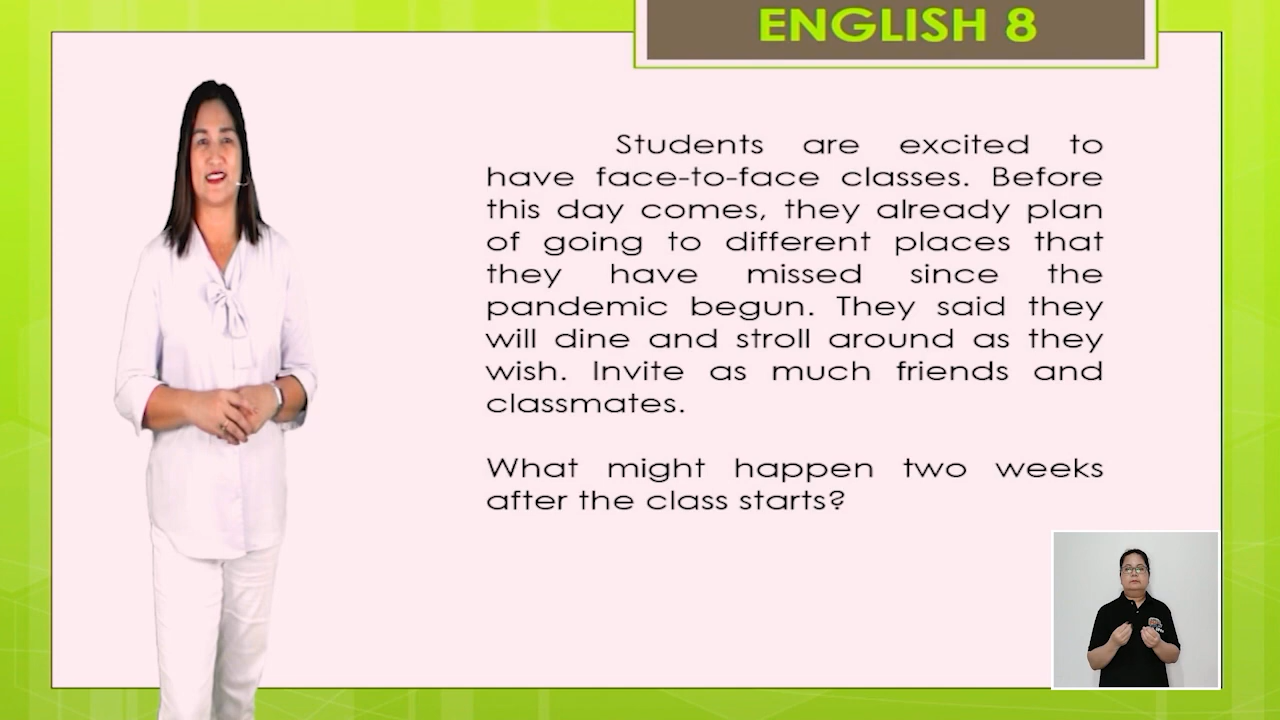 ENGLISH 8
Students are excited to
have face-to-face classes. Before
this day comes, they already plan
of going to different places that
they have missed since the
pandemic begun. They said they
will dine and stroll around as they
wish. Invite as much friends and
classmates.
What might happen two weeks
after the class starts?